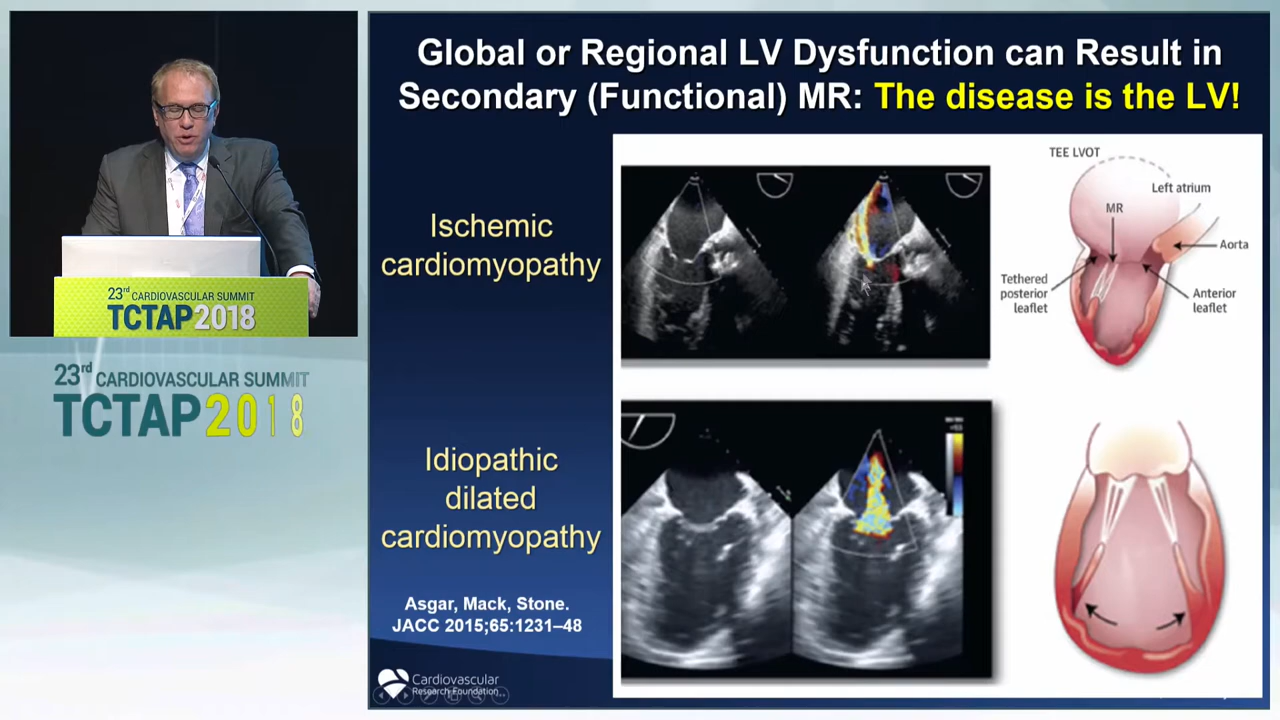 Global or Regional LV Dysfunction can Result in
Secondary (Functional) MR: The disease is the LV!
23rd CARDIOVASCULAR SUMMIT
TCTAP2018
23rd CARDIOVASCULAR SUMMIT
TCTAP2018
Ischemic
cardiomyopathy
TEE LVOT
Left atrium
MR
Aorta
Tethered
posterior
leaflet
Anterior
leaflet
Idiopathic
dilated
cardiomyopathy
Asgar, Mack, Stone.
JACC 2015;65:1231–48
Cardiovascular
Research Foundation